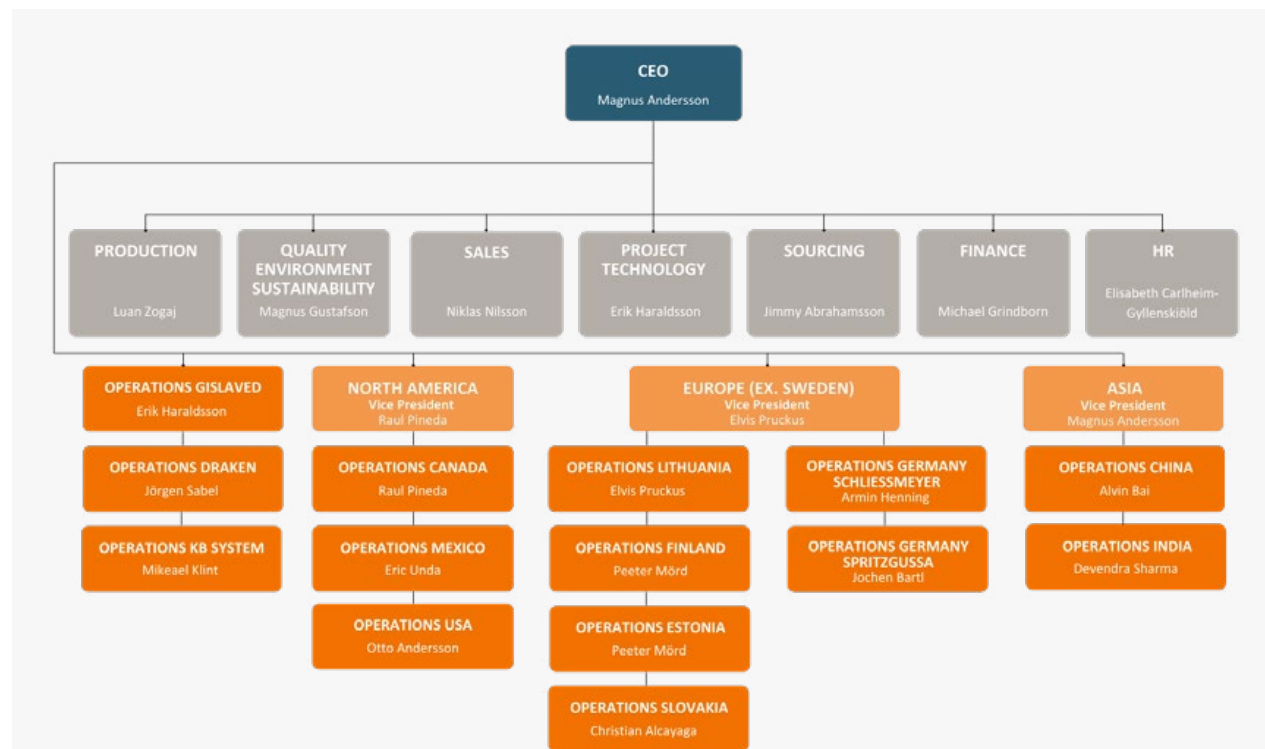 CEO
Magnus Andersson
PRODUCTION
Luan Zogaj
QUALITY
ENVIRONMENT
SUSTAINABILITY
Magnus Gustafson
SALES
Niklas Nilsson
PROJECT
TECHNOLOGY
Erik Haraldsson
SOURCING
Jimmy Abrahamsson
FINANCE
Michael Grindborn
HR
Elisabeth Carlheim-
Gyllenskiöld
OPERATIONS GISLAVED
Erik Haraldsson
NORTH AMERICA
Vice President
Raul Pineda
EUROPE (EX. SWEDEN)
Vice President
Elvis Pruckus
ASIA
Vice President
Magnus Andersson
OPERATIONS DRAKEN
Jörgen Sabel
OPERATIONS CANADA
Raul Pineda
OPERATIONS LITHUANIA
Elvis Pruckus
OPERATIONS GERMANY
SCHLIESSMEYER
Armin Henning
OPERATIONS CHINA
Alvin Bai
OPERATIONS KB SYSTEM
Mikeael Klint
OPERATIONS MEXICO
Eric Unda
OPERATIONS FINLAND
Peeter Mörd
OPERATIONS GERMANY
SPRITZGUSSA
Jochen Bartl
OPERATIONS INDIA
Devendra Sharma
OPERATIONS USA
Otto Andersson
OPERATIONS ESTONIA
Peeter Mörd
OPERATIONS SLOVAKIA
Christian Alcayaga